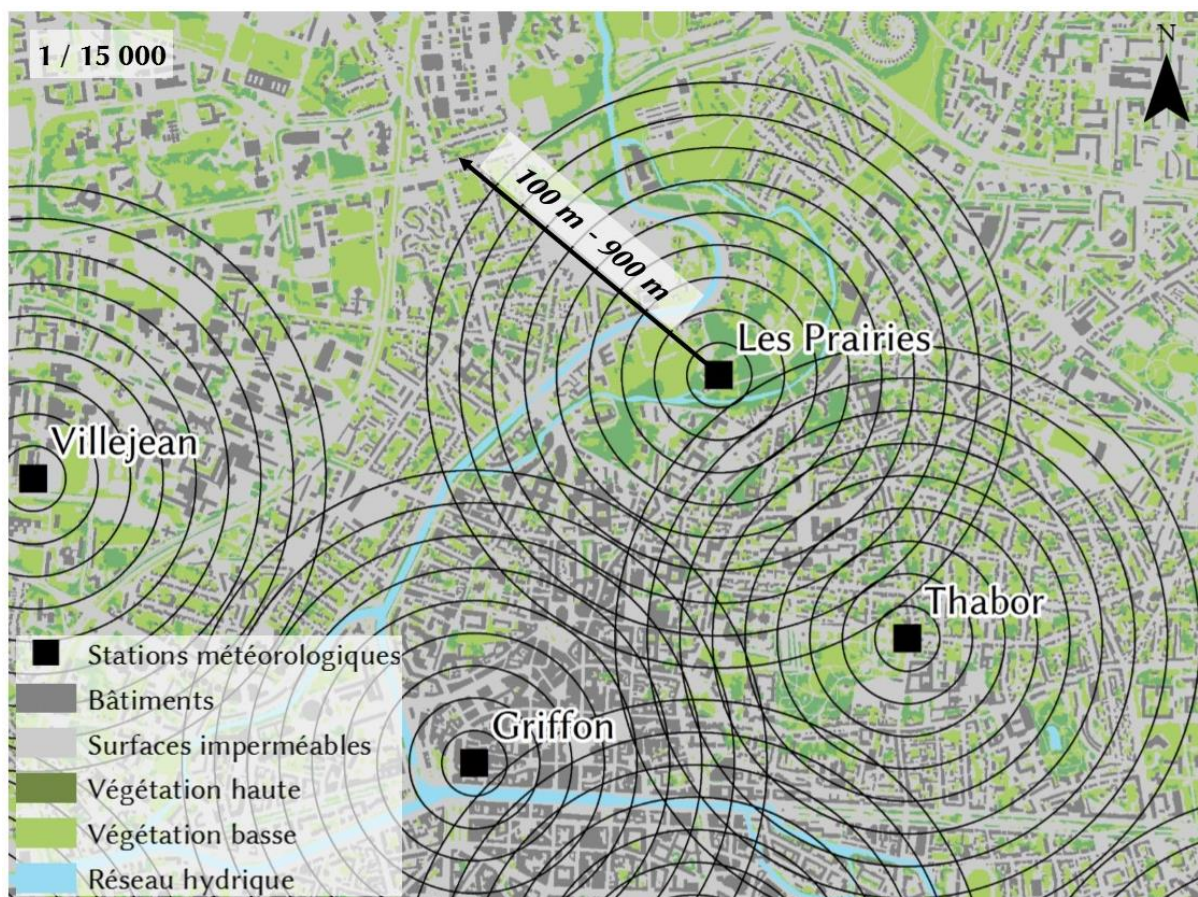 1 / 15 000
N
100 m - 900 m
Les Prairies
Villejean
Thabor
Griffon
Stations météorologiques
Bâtiments
Surfaces imperméables
Végétation haute
Végétation basse
Réseau hydrique